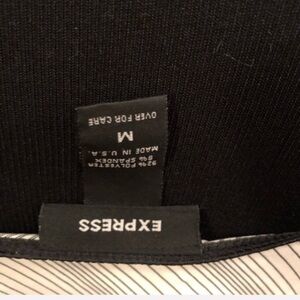 EXPRESS
92% POLYESTER
8% SPANDEX
MADE IN U.S.A.
M
OVER FOR CARE